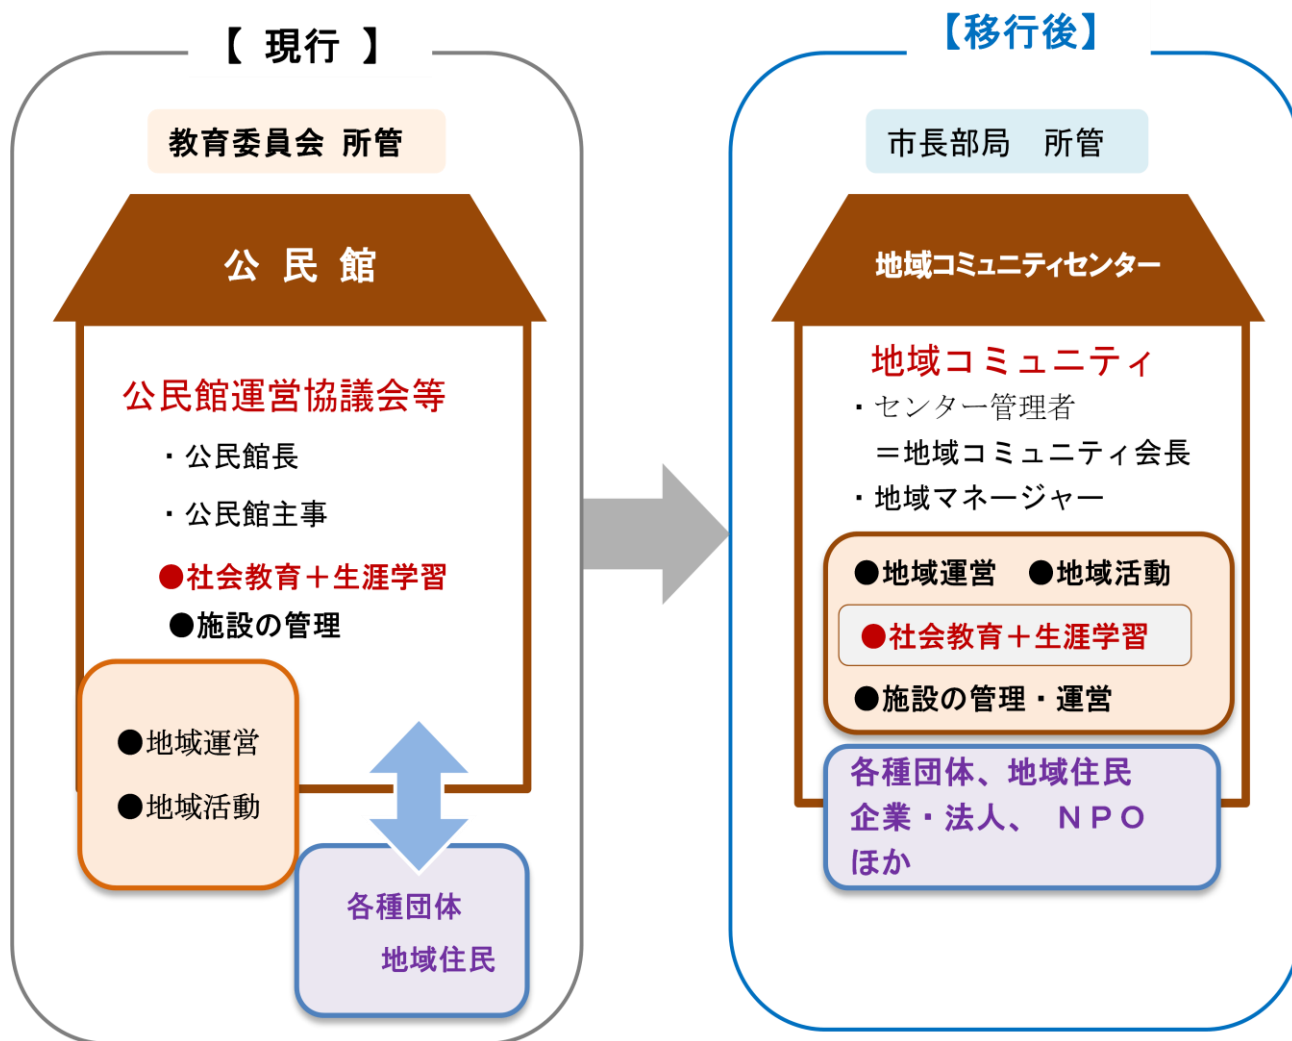 【 現行 】
教育委員会 所管
公 民 館
公民館運営協議会等
・公民館長
・公民館主事
●社会教育＋生涯学習
●施設の管理
●地域運営
●地域活動
各種団体
地域住民
【移行後】
市長部局　所管
地域コミュニティセンター
地域コミュニティ
・センター管理者
＝地域コミュニティ会長
・地域マネージャー
●地域運営　●地域活動
●社会教育＋生涯学習
●施設の管理・運営
各種団体、地域住民
企業・法人、　ＮＰＯ
ほか